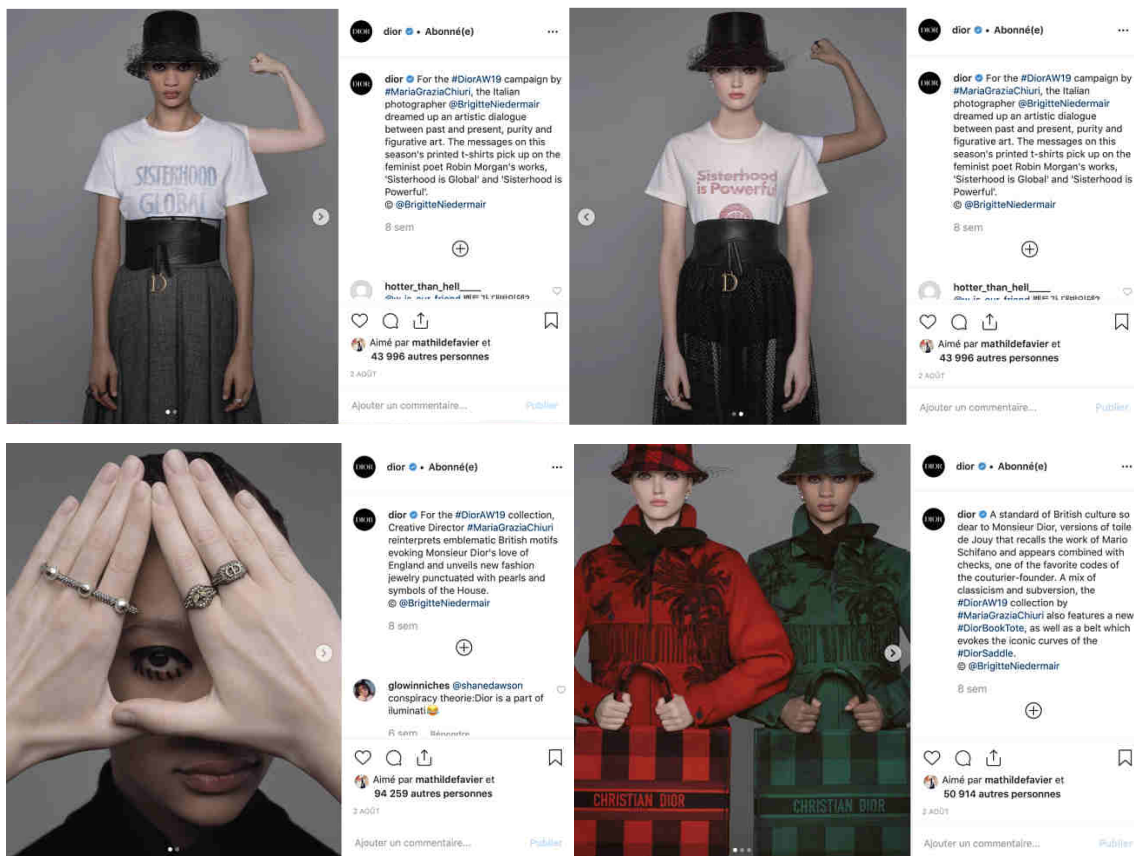 SISTERHOOD
GLOBAL
D
DIOR
dior • Abonné(e)
...
DIOR
dior For the #DiorAW19 campaign by
#MariaGraziaChiuri, the Italian
photographer @BrigitteNiedermair
dreamed up an artistic dialogue
between past and present, purity and
figurative art. The messages on this
season's printed t-shirts pick up on the
feminist poet Robin Morgan's works,
'Sisterhood is Global' and 'Sisterhood is
Powerful'.
© @BrigitteNiedermair
8 sem
hotter_than_hell____
Aimé par mathildefavier et
43 996 autres personnes
2 AOÛT
Ajouter un commentaire...
Publier
Sisterhood
is Powerful
D
DIOR
dior • Abonné(e)
...
DIOR
dior For the #DiorAW19 campaign by
#MariaGraziaChiuri, the Italian
photographer @BrigitteNiedermair
dreamed up an artistic dialogue
between past and present, purity and
figurative art. The messages on this
season's printed t-shirts pick up on the
feminist poet Robin Morgan's works,
'Sisterhood is Global' and 'Sisterhood is
Powerful'.
© @BrigitteNiedermair
8 sem
hotter_than_hell____
Aimé par mathildefavier et
43 996 autres personnes
2 AOÛT
Ajouter un commentaire...
Publier
DIOR
dior • Abonné(e)
...
DIOR
dior For the #DiorAW19 collection,
Creative Director #MariaGraziaChiuri
reinterprets emblematic British motifs
evoking Monsieur Dior's love of
England and unveils new fashion
jewelry punctuated with pearls and
symbols of the House.
© @BrigitteNiedermair
8 sem
glowinniches @shanedawson
conspiracy theorie:Dior is a part of
iluminati😂
6 sem Répondre
Aimé par mathildefavier et
94 259 autres personnes
2 AOÛT
Ajouter un commentaire...
Publier
CHRISTIAN DIOR
CHRISTIAN DIOR
DIOR
dior • Abonné(e)
...
DIOR
dior A standard of British culture so
dear to Monsieur Dior, versions of toile
de Jouy that recalls the work of Mario
Schifano and appears combined with
checks, one of the favorite codes of
the couturier-founder. A mix of
classicism and subversion, the
#DiorAW19 collection by
#MariaGraziaChiuri also features a new
#DiorBookTote, as well as a belt which
evokes the iconic curves of the
#DiorSaddle.
© @BrigitteNiedermair
8 sem
Aimé par mathildefavier et
50 914 autres personnes
2 AOÛT
Ajouter un commentaire...
Publier